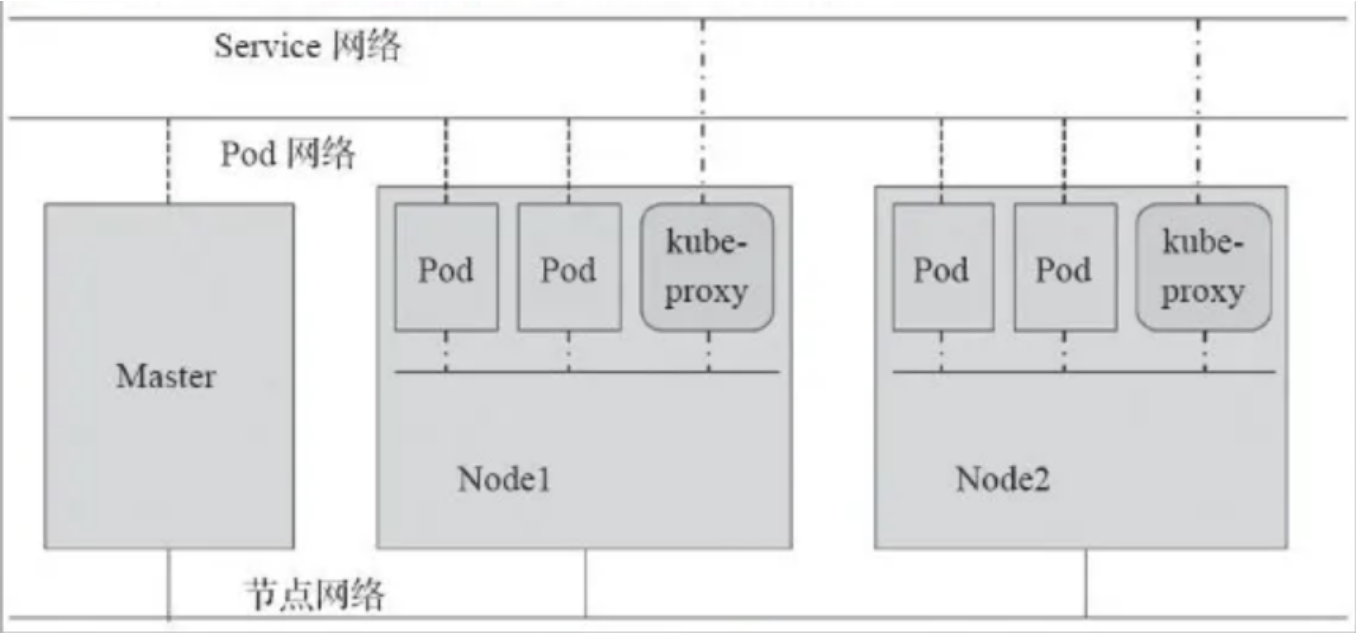 Service 网络
Pod 网络
Master
Pod
Pod
kube-
proxy
Node1
Pod
Pod
kube-
proxy
Node2
节点网络